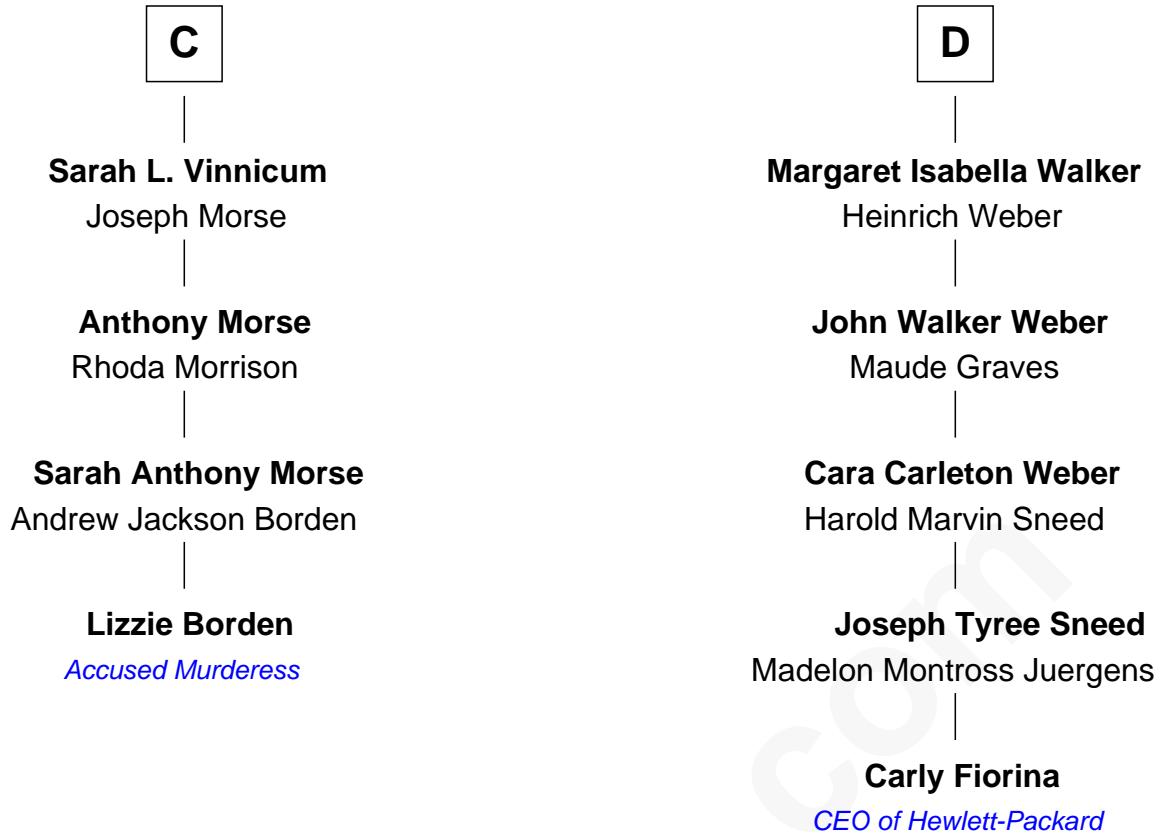 C
Sarah L. Vinnicum
Joseph Morse
Anthony Morse
Rhoda Morrison
Sarah Anthony Morse
Andrew Jackson Borden
Lizzie Borden
Accused Murderess
D
Margaret Isabella Walker
Heinrich Weber
John Walker Weber
Maude Graves
Cara Carleton Weber
Harold Marvin Sneed
Joseph Tyree Sneed
Madelon Montross Juergens
Carly Fiorina
CEO of Hewlett-Packard
com